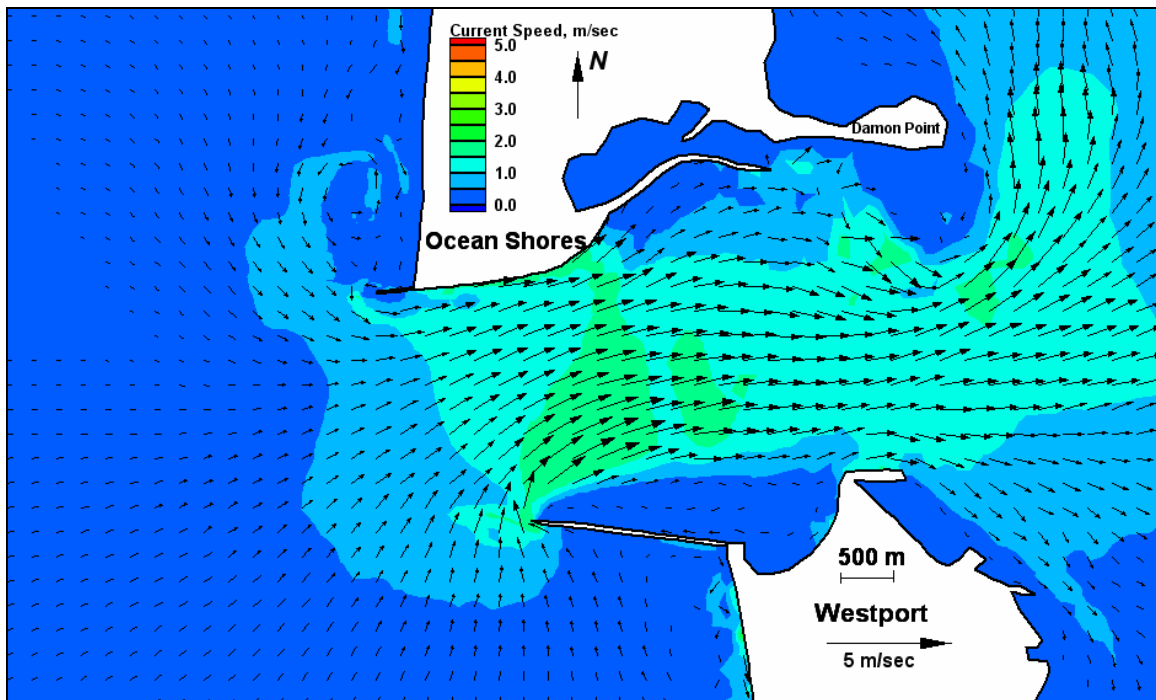 Current Speed, m/sec
5.0
4.0
3.0
2.0
1.0
0.0
N
Damon Point
Ocean Shores
500 m
Westport
5 m/sec